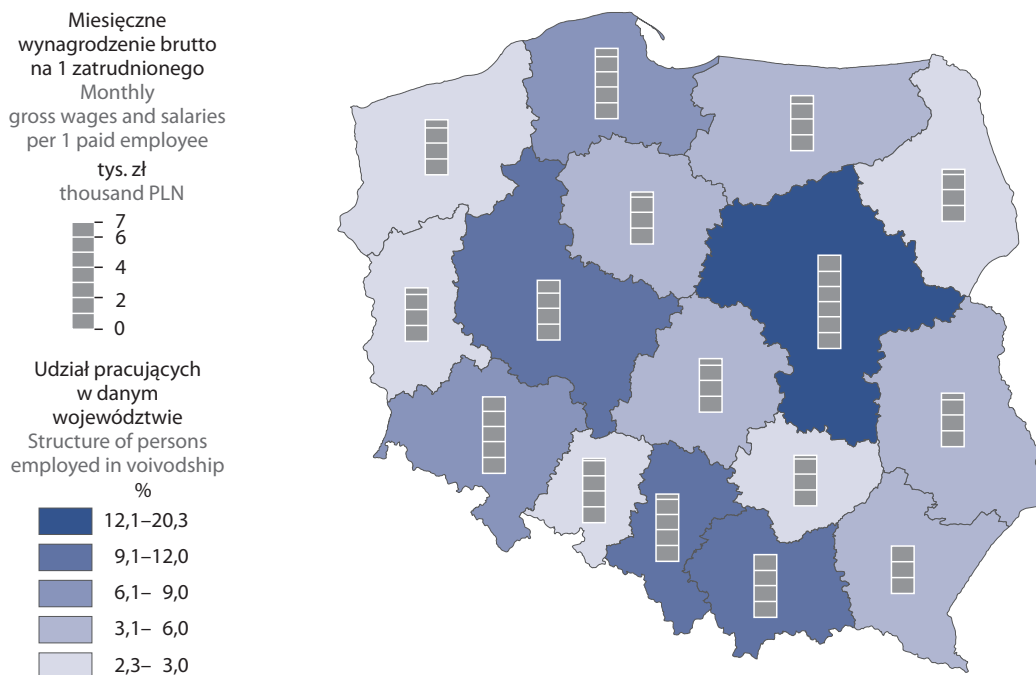 Miesięczne
wynagrodzenie brutto
na 1 zatrudnionego
Monthly
gross wages and salaries
per 1 paid employee
tys. zł
thousand PLN
7
6
4
2
0
Udział pracujących
w danym
województwie
Structure of persons
employed in voivodship
%
12,1–20,3
9,1–12,0
6,1– 9,0
3,1– 6,0
2,3– 3,0